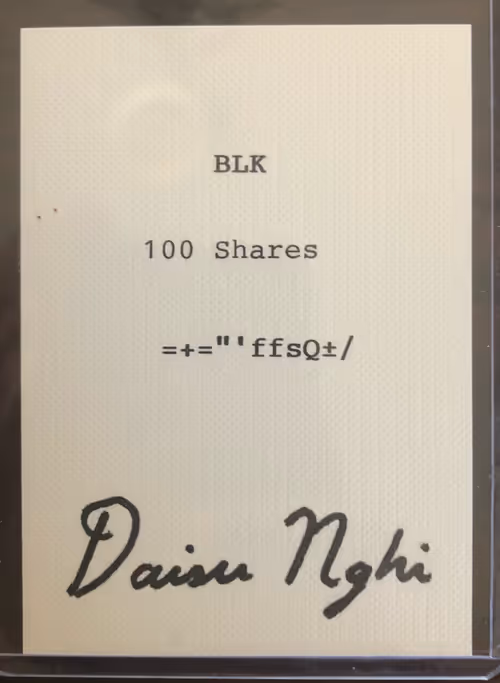 BLK
100 Shares
=+="'ffsQ±/
Daisu Nghi